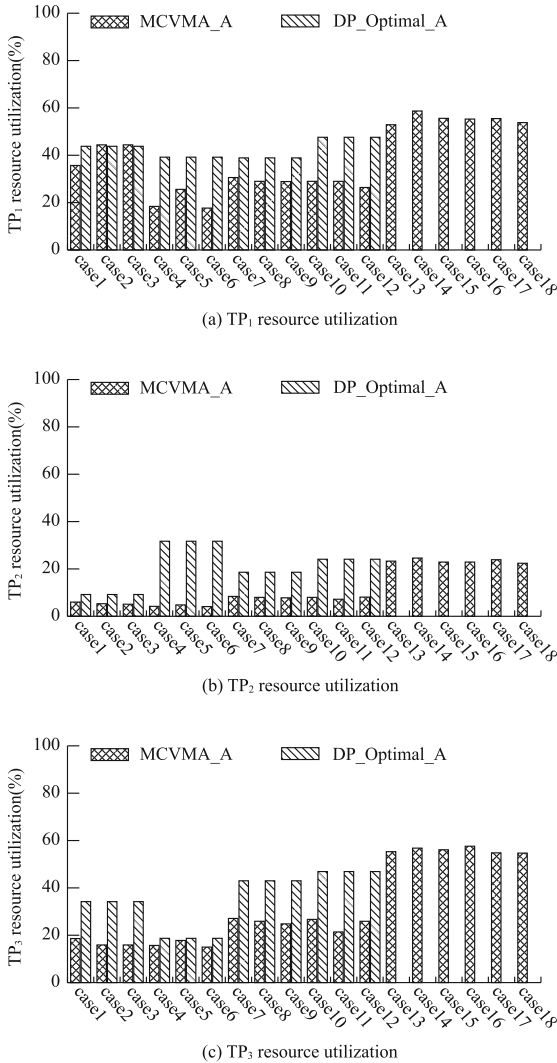 MCVMA_A DP_Optimal_A
TP₁ resource utilization(%)
100
80
60
40
20
0
case1 case2 case3 case4 case5 case6 case7 case8 case9 case10 case11 case12 case13 case14 case15 case16 case17 case18
(a) TP₁ resource utilization
MCVMA_A DP_Optimal_A
TP₂ resource utilization(%)
100
80
60
40
20
0
case1 case2 case3 case4 case5 case6 case7 case8 case9 case10 case11 case12 case13 case14 case15 case16 case17 case18
(b) TP₂ resource utilization
MCVMA_A DP_Optimal_A
TP₃ resource utilization(%)
100
80
60
40
20
0
case1 case2 case3 case4 case5 case6 case7 case8 case9 case10 case11 case12 case13 case14 case15 case16 case17 case18
(c) TP₃ resource utilization